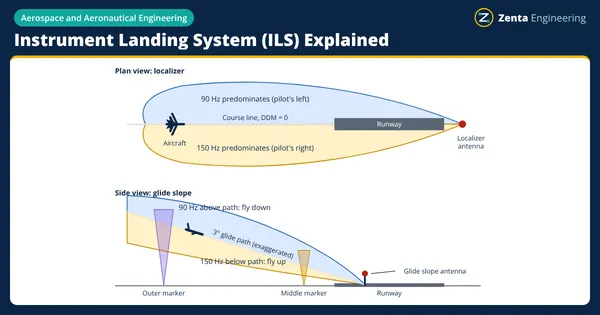 Aerospace and Aeronautical Engineering
Zenta Engineering
Instrument Landing System (ILS) Explained
Plan view: localizer
90 Hz predominates (pilot's left)
Course line, DDM = 0
Runway
Aircraft
Localizer
antenna
150 Hz predominates (pilot's right)
Side view: glide slope
90 Hz above path: fly down
3° glide path (exaggerated)
150 Hz below path: fly up
Glide slope antenna
Outer marker
Middle marker
Runway